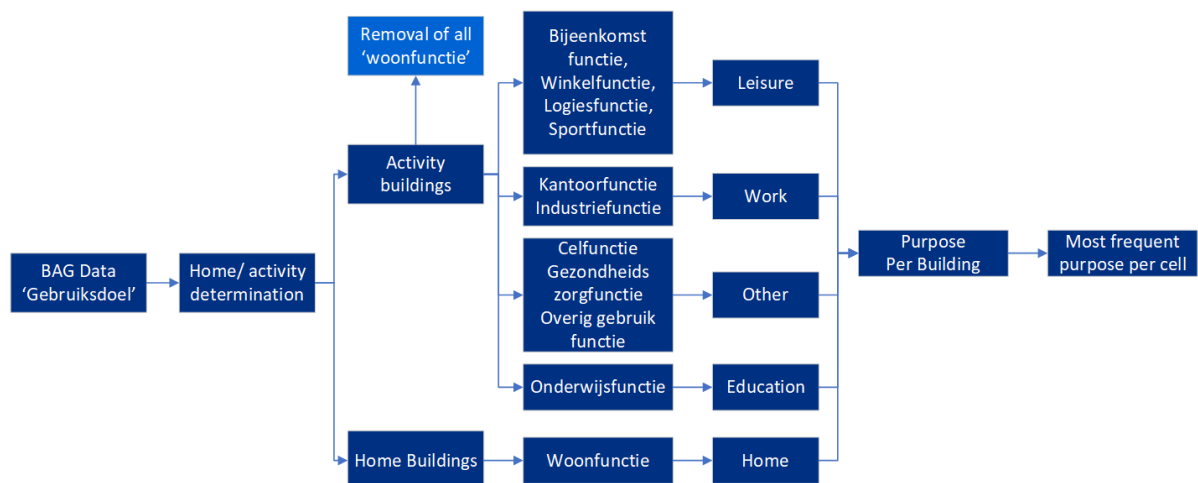 Removal of all
‘woonfunctie’
Bijeenkomst
functie,
Winkelfunctie,
Logiesfunctie,
Sportfunctie
Leisure
Activity
buildings
Kantoorfunctie
Industriefunctie
Work
BAG Data
‘Gebruiksdoel’
Home/ activity
determination
Celfunctie
Gezondheids
zorgfunctie
Overig gebruik
functie
Other
Purpose
Per Building
Most frequent
purpose per cell
Onderwijsfunctie
Education
Home Buildings
Woonfunctie
Home